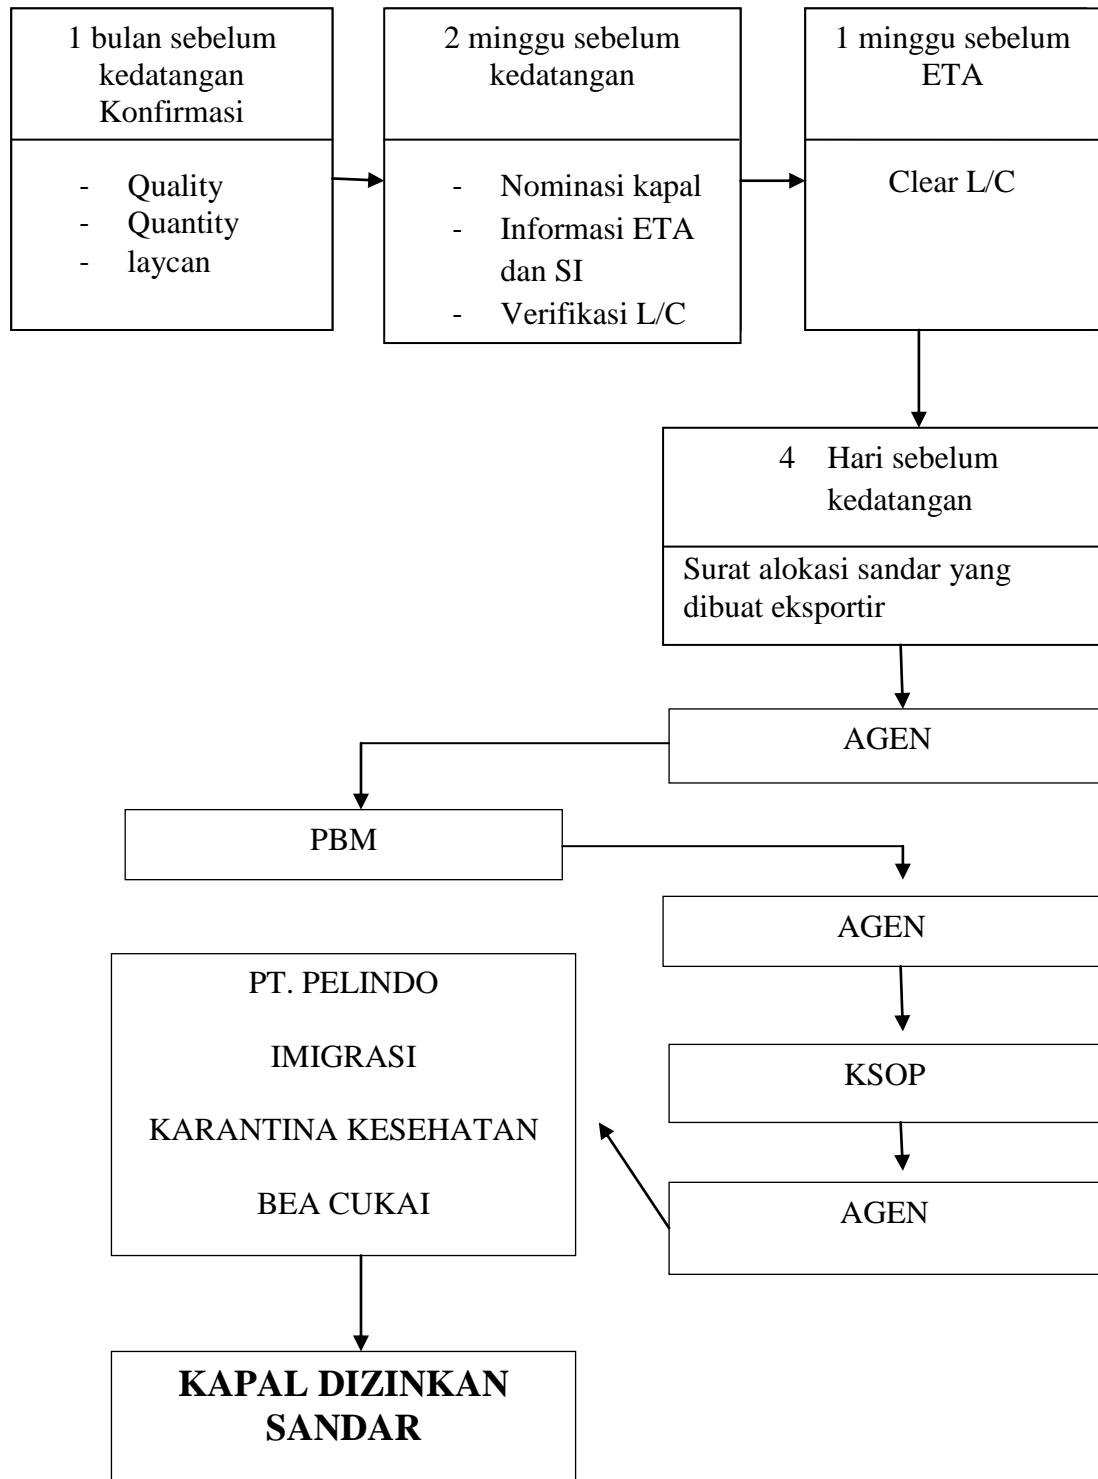 1 bulan sebelum
kedatangan
Konfirmasi
- Quality
- Quantity
- laycan
2 minggu sebelum
kedatangan
- Nominasi kapal
- Informasi ETA
dan SI
- Verifikasi L/C
1 minggu sebelum
ETA
Clear L/C
4 Hari sebelum
kedatangan
Surat alokasi sandar yang
dibuat eksportir
AGEN
PBM
AGEN
KSOP
AGEN
PT. PELINDO
IMIGRASI
KARANTINA KESEHATAN
BEA CUKAI
KAPAL DIZINKAN
SANDAR